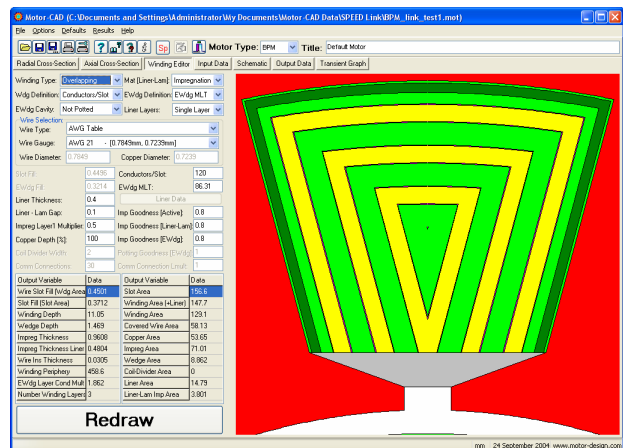 Motor-CAD (C:\Documents and Settings\Administrator\My Documents\Motor-CAD Data\SPEED Link\BPM_link_test1.mot)
File Options Defaults Results Help
Sp Motor Type: BPM Title: Default Motor
Radial Cross-Section Axial Cross-Section Winding Editor Input Data Schematic Output Data Transient Graph
Winding Type: Overlapping Mat [Liner-Lam]: Impregnation
Wdg Definition: Conductors/Slot EWdg Definition: EWdg MLT
EWdg Cavity: Not Potted Liner Layers: Single Layer
Wire Selection
Wire Type: AWG Table
Wire Gauge: AWG 21 - [0.7849mm, 0.7239mm]
Wire Diameter: 0.7849 Copper Diameter: 0.7239
Slot Fill: 0.4496 Conductors/Slot: 120
EWdg Fill: 0.3214 EWdg MLT: 86.31
Liner Thickness: 0.4 Liner Data
Liner - Lam Gap: 0.1 Imp Goodness [Active]: 0.8
Impreg Layer1 Multiplier: 0.5 Imp Goodness [Liner-Lam]: 0.8
Copper Depth [%]: 100 Imp Goodness [EWdg]: 0.8
Coil Divider Width: 2 Potting Goodness [EWdg]: 1
Comm Connections: 30 Comm Connection Lmult: 1
Output Variable Data Output Variable Data
Wire Slot Fill (Wdg Area) 0.4501 Slot Area 156.6
Slot Fill (Slot Area) 0.3712 Winding Area (+Liner) 147.7
Winding Depth 11.05 Winding Area 129.1
Wedge Depth 1.469 Covered Wire Area 58.13
Impreg Thickness 0.9608 Copper Area 53.65
Impreg Thickness Liner 0.4804 Impreg Area 71.01
Wire Ins Thickness 0.0305 Wedge Area 8.862
Winding Periphery 458.6 Coil-Divider Area 0
EWdg Layer Cond Mult 1.862 Liner Area 14.79
Number Winding Layers 3 Liner-Lam Imp Area 3.801
Redraw
mm 24 September 2004 www.motor-design.com